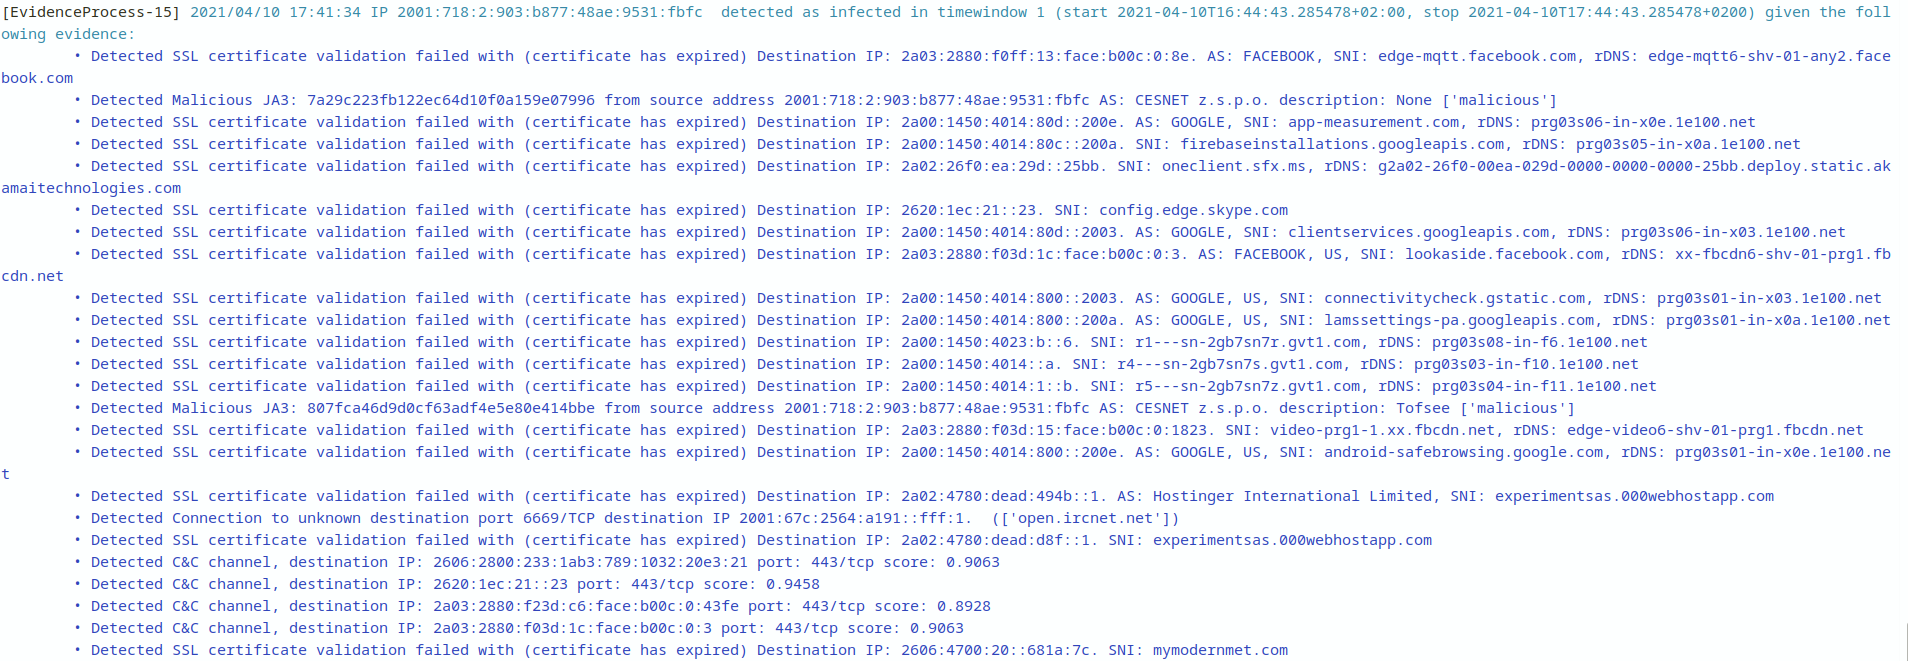 [EvidenceProcess-15] 2021/04/10 17:41:34 IP 2001:718:2:903:b877:48ae:9531:fbfc  detected as infected in timewindow 1 (start 2021-04-10T16:44:43.285478+02:00, stop 2021-04-10T17:44:43.285478+0200) given the foll
owing evidence:
• Detected SSL certificate validation failed with (certificate has expired) Destination IP: 2a03:2880:f0ff:13:face:b00c:0:8e. AS: FACEBOOK, SNI: edge-mqtt.facebook.com, rDNS: edge-mqtt6-shv-01-any2.face
book.com
• Detected Malicious JA3: 7a29c223fb122ec64d10f0a159e07996 from source address 2001:718:2:903:b877:48ae:9531:fbfc AS: CESNET z.s.p.o. description: None ['malicious']
• Detected SSL certificate validation failed with (certificate has expired) Destination IP: 2a00:1450:4014:80d::200e. AS: GOOGLE, SNI: app-measurement.com, rDNS: prg03s06-in-x0e.1e100.net
• Detected SSL certificate validation failed with (certificate has expired) Destination IP: 2a00:1450:4014:80c::200a. SNI: firebaseinstallations.googleapis.com, rDNS: prg03s05-in-x0a.1e100.net
• Detected SSL certificate validation failed with (certificate has expired) Destination IP: 2a02:26f0:ea:29d::25bb. SNI: oneclient.sfx.ms, rDNS: g2a02-26f0-00ea-029d-0000-0000-0000-25bb.deploy.static.ak
amaitechnologies.com
• Detected SSL certificate validation failed with (certificate has expired) Destination IP: 2620:1ec:21::23. SNI: config.edge.skype.com
• Detected SSL certificate validation failed with (certificate has expired) Destination IP: 2a00:1450:4014:80d::2003. AS: GOOGLE, SNI: clientservices.googleapis.com, rDNS: prg03s06-in-x03.1e100.net
• Detected SSL certificate validation failed with (certificate has expired) Destination IP: 2a03:2880:f03d:1c:face:b00c:0:3. AS: FACEBOOK, US, SNI: lookaside.facebook.com, rDNS: xx-fbcdn6-shv-01-prg1.fb
cdn.net
• Detected SSL certificate validation failed with (certificate has expired) Destination IP: 2a00:1450:4014:800::2003. AS: GOOGLE, US, SNI: connectivitycheck.gstatic.com, rDNS: prg03s01-in-x03.1e100.net
• Detected SSL certificate validation failed with (certificate has expired) Destination IP: 2a00:1450:4014:800::200a. AS: GOOGLE, US, SNI: lamssettings-pa.googleapis.com, rDNS: prg03s01-in-x0a.1e100.net
• Detected SSL certificate validation failed with (certificate has expired) Destination IP: 2a00:1450:4023:b::6. SNI: r1---sn-2gb7sn7r.gvt1.com, rDNS: prg03s08-in-f6.1e100.net
• Detected SSL certificate validation failed with (certificate has expired) Destination IP: 2a00:1450:4014::a. SNI: r4---sn-2gb7sn7s.gvt1.com, rDNS: prg03s03-in-f10.1e100.net
• Detected SSL certificate validation failed with (certificate has expired) Destination IP: 2a00:1450:4014:1::b. SNI: r5---sn-2gb7sn7z.gvt1.com, rDNS: prg03s04-in-f11.1e100.net
• Detected Malicious JA3: 807fca46d9d0cf63adf4e5e80e414bbe from source address 2001:718:2:903:b877:48ae:9531:fbfc AS: CESNET z.s.p.o. description: Tofsee ['malicious']
• Detected SSL certificate validation failed with (certificate has expired) Destination IP: 2a03:2880:f03d:15:face:b00c:0:1823. SNI: video-prg1-1.xx.fbcdn.net, rDNS: edge-video6-shv-01-prg1.fbcdn.net
• Detected SSL certificate validation failed with (certificate has expired) Destination IP: 2a00:1450:4014:800::200e. AS: GOOGLE, US, SNI: android-safebrowsing.google.com, rDNS: prg03s01-in-x0e.1e100.ne
t
• Detected SSL certificate validation failed with (certificate has expired) Destination IP: 2a02:4780:dead:494b::1. AS: Hostinger International Limited, SNI: experimentsas.000webhostapp.com
• Detected Connection to unknown destination port 6669/TCP destination IP 2001:67c:2564:a191::fff:1.  (['open.ircnet.net'])
• Detected SSL certificate validation failed with (certificate has expired) Destination IP: 2a02:4780:dead:d8f::1. SNI: experimentsas.000webhostapp.com
• Detected C&C channel, destination IP: 2606:2800:233:1ab3:789:1032:20e3:21 port: 443/tcp score: 0.9063
• Detected C&C channel, destination IP: 2620:1ec:21::23 port: 443/tcp score: 0.9458
• Detected C&C channel, destination IP: 2a03:2880:f23d:c6:face:b00c:0:43fe port: 443/tcp score: 0.8928
• Detected C&C channel, destination IP: 2a03:2880:f03d:1c:face:b00c:0:3 port: 443/tcp score: 0.9063
• Detected SSL certificate validation failed with (certificate has expired) Destination IP: 2606:4700:20::681a:7c. SNI: mymodernmet.com